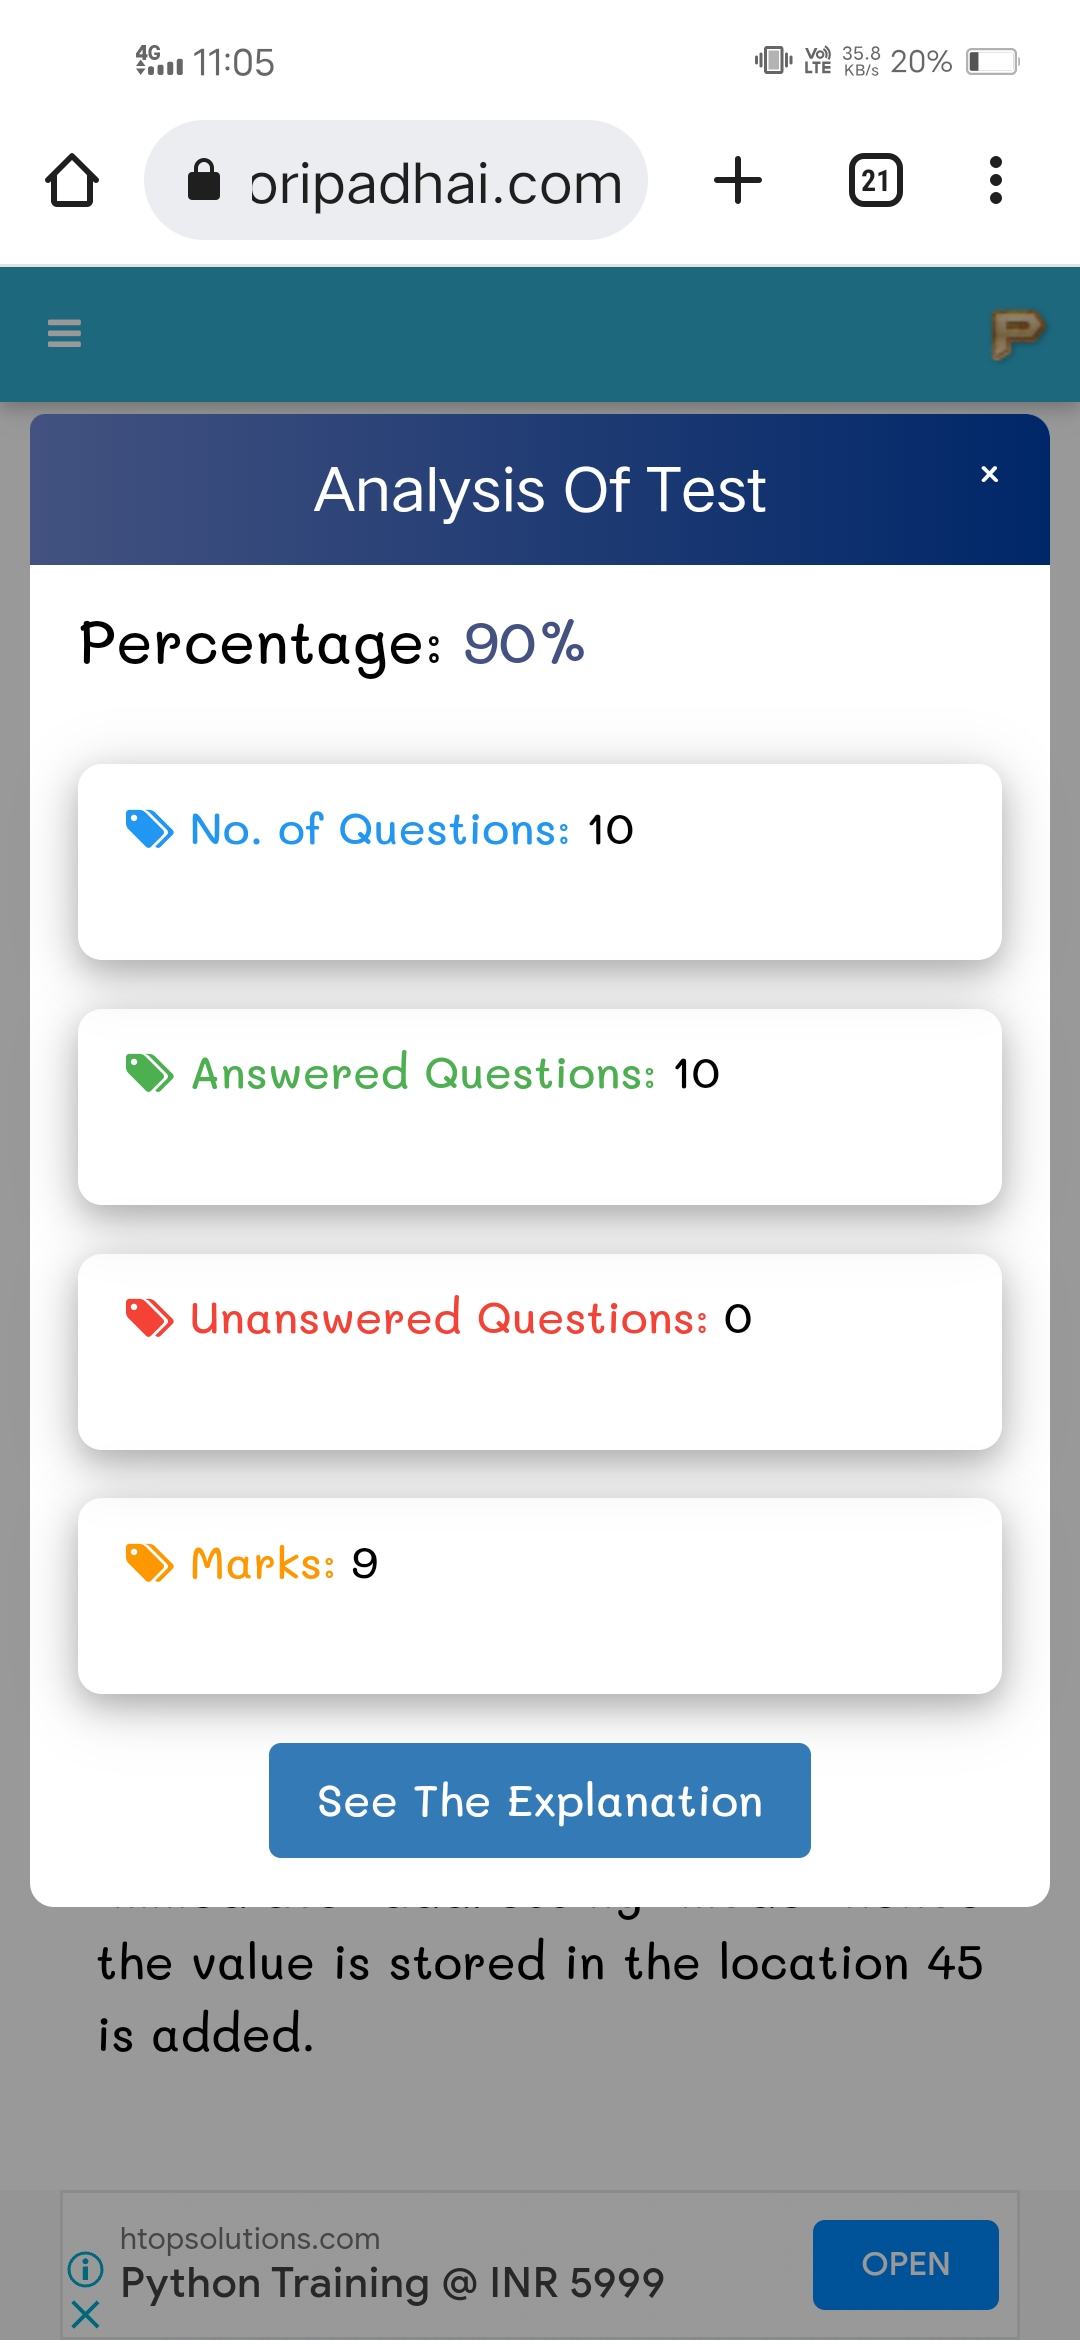 4G 11:05 Vo) LTE 35.8 KB/s 20%
oripadhai.com 21
P
Analysis Of Test ×
Percentage: 90%
No. of Questions: 10
Answered Questions: 10
Unanswered Questions: 0
Marks: 9
See The Explanation
the value is stored in the location 45
is added.
htopsolutions.com
Python Training @ INR 5999
OPEN